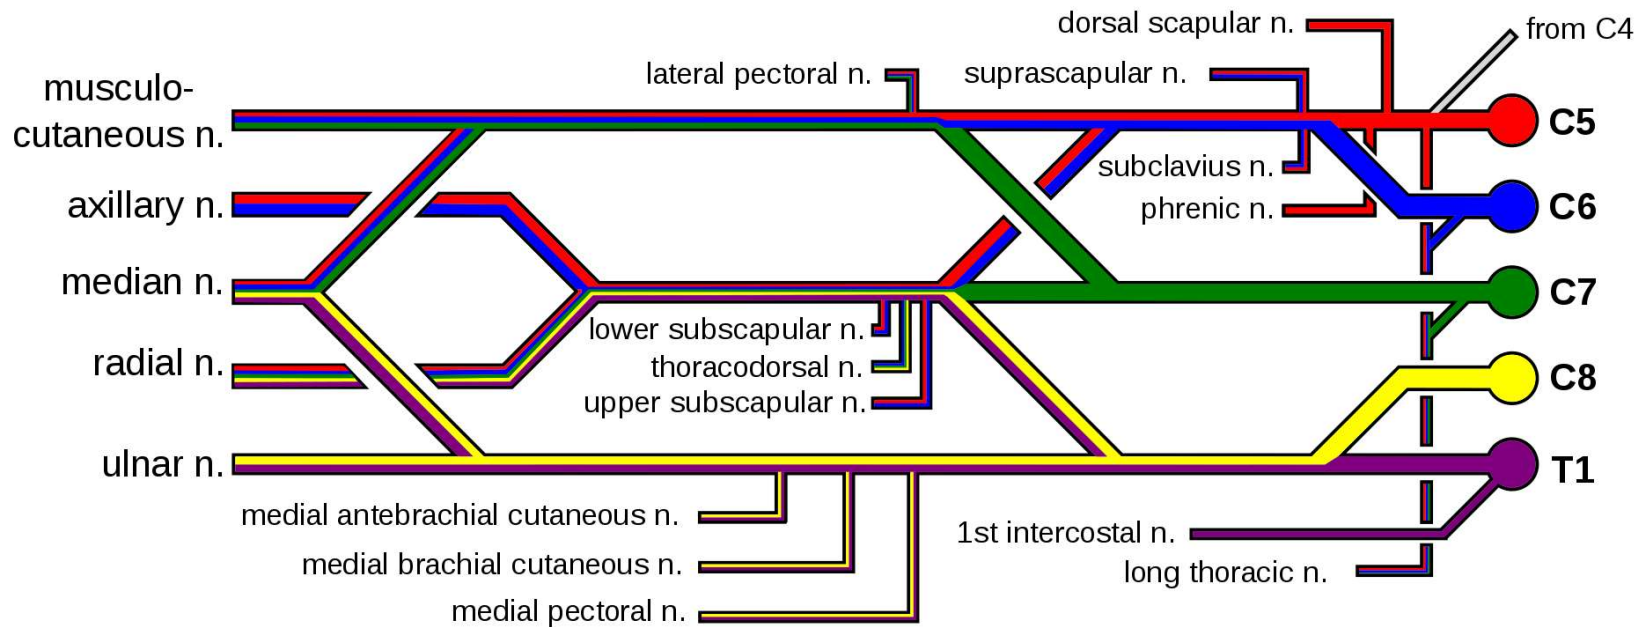 dorsal scapular n.
from C4
lateral pectoral n.
suprascapular n.
musculo-
cutaneous n.
C5
subclavius n.
axillary n.
phrenic n.
C6
median n.
C7
lower subscapular n.
radial n.
thoracodorsal n.
C8
upper subscapular n.
ulnar n.
T1
medial antebrachial cutaneous n.
1st intercostal n.
medial brachial cutaneous n.
long thoracic n.
medial pectoral n.